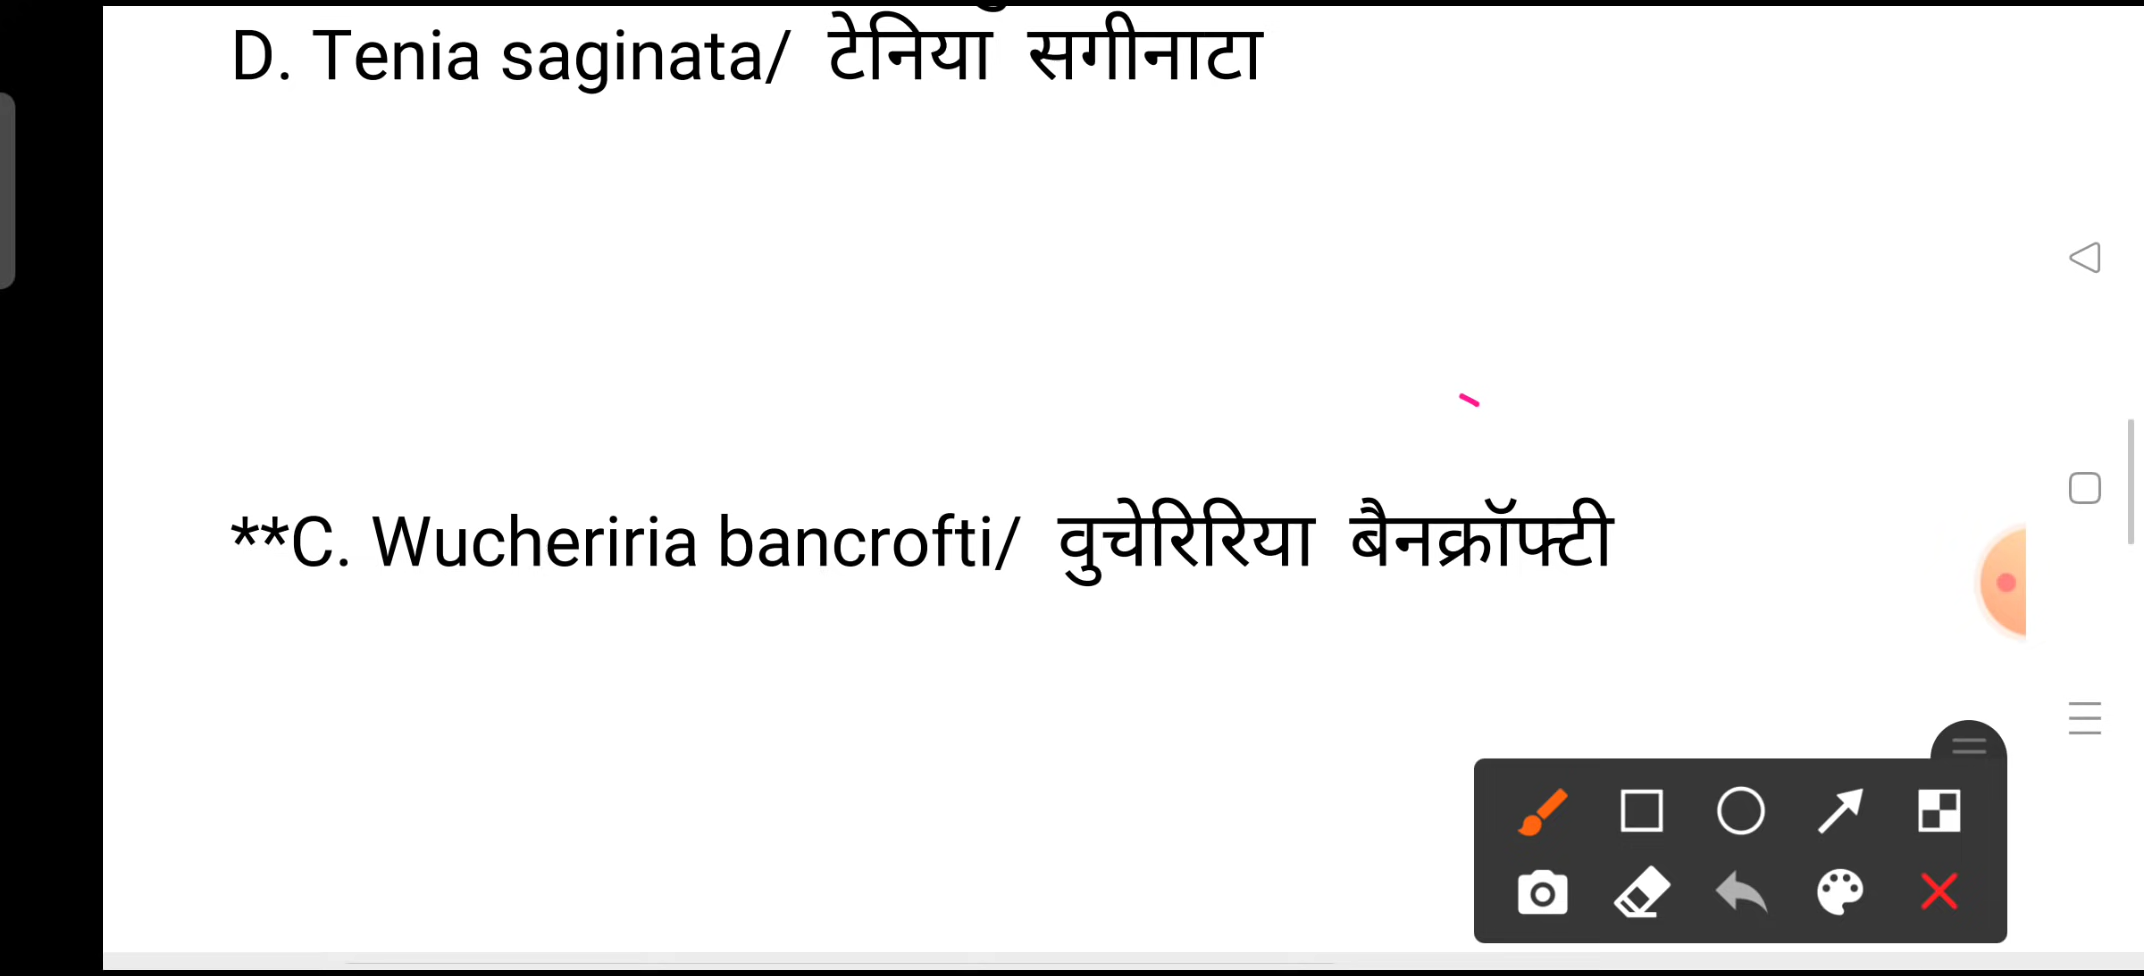 D. Tenia saginata/ टेनिया सगीनाटा
**C. Wucheriria bancrofti/ वुचेरिरिया बैनक्रॉफ्टी